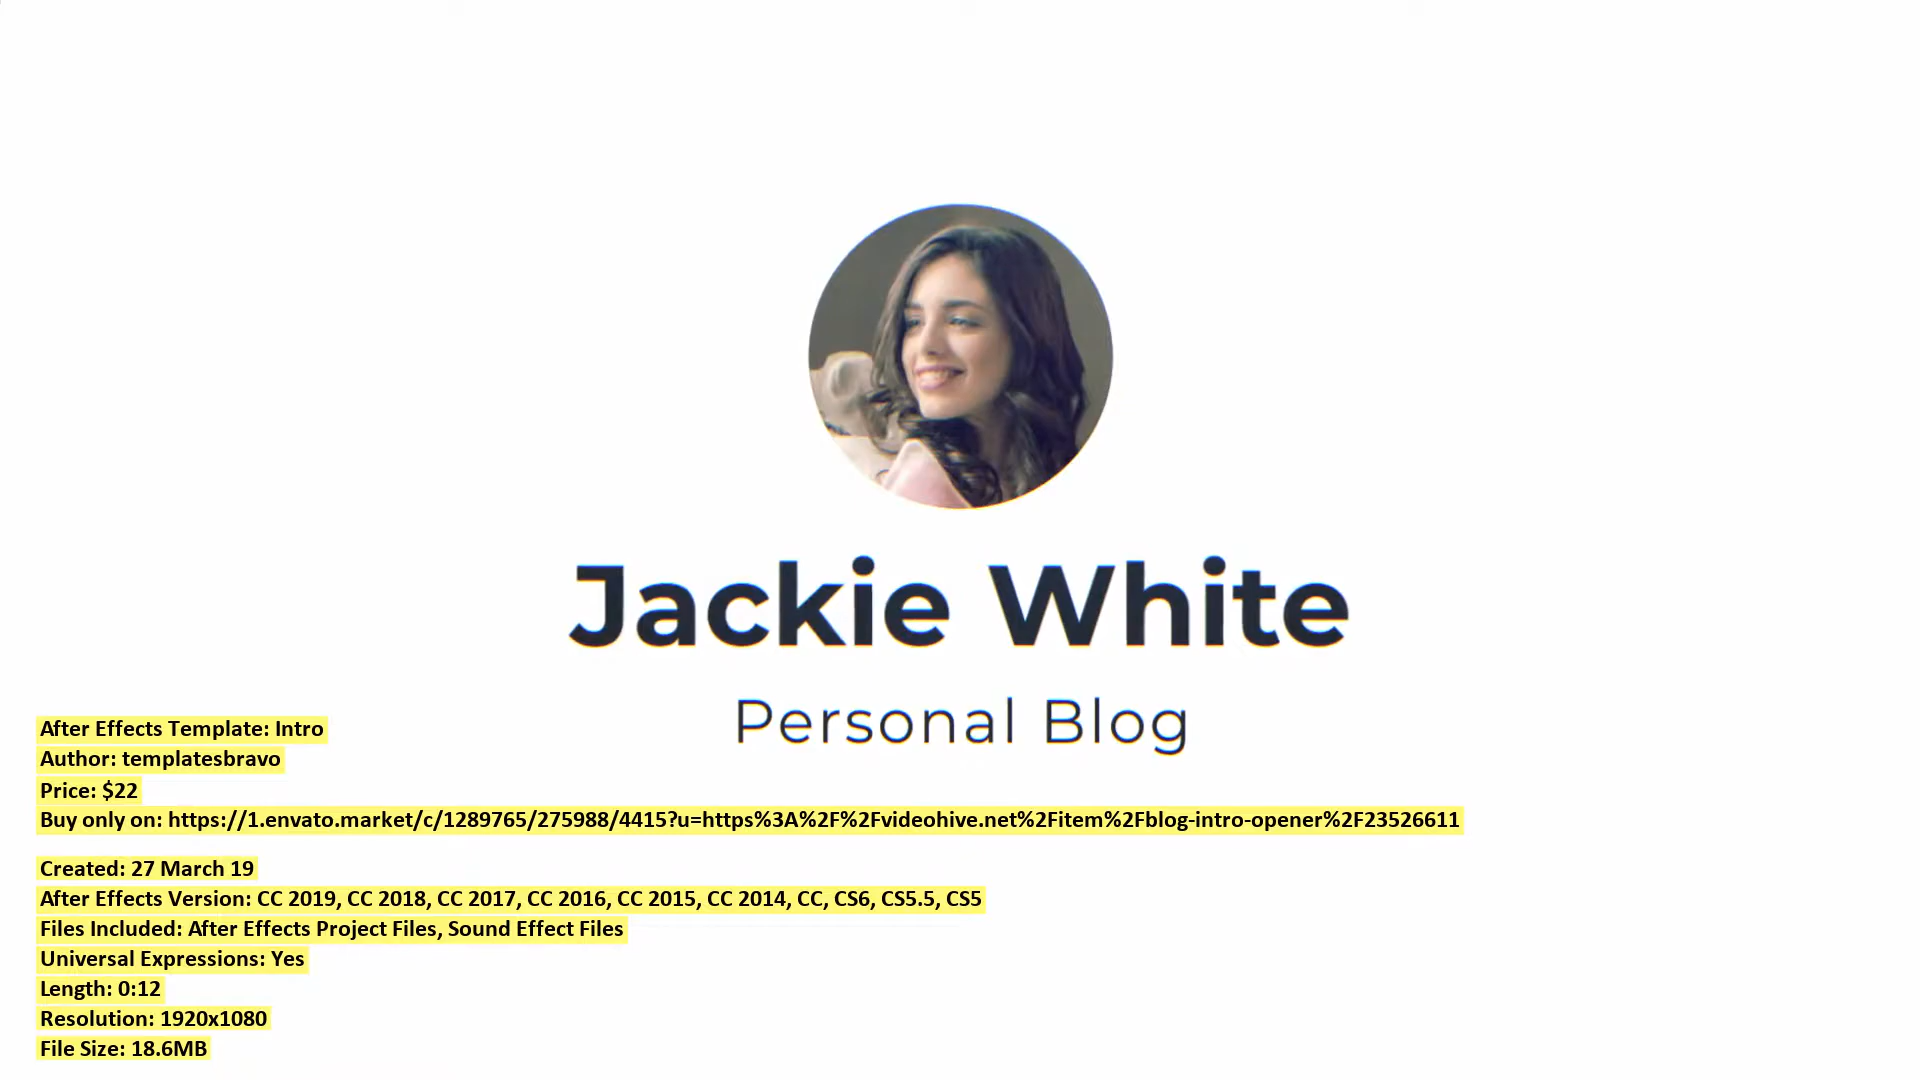 Jackie White
Personal Blog
After Effects Template: Intro
Author: templatesbravo
Price: $22
Buy only on: https://1.envato.market/c/1289765/275988/4415?u=https%3A%2F%2Fvideohive.net%2Fitem%2Fblog-intro-opener%2F23526611
Created: 27 March 19
After Effects Version: CC 2019, CC 2018, CC 2017, CC 2016, CC 2015, CC 2014, CC, CS6, CS5.5, CS5
Files Included: After Effects Project Files, Sound Effect Files
Universal Expressions: Yes
Length: 0:12
Resolution: 1920x1080
File Size: 18.6MB